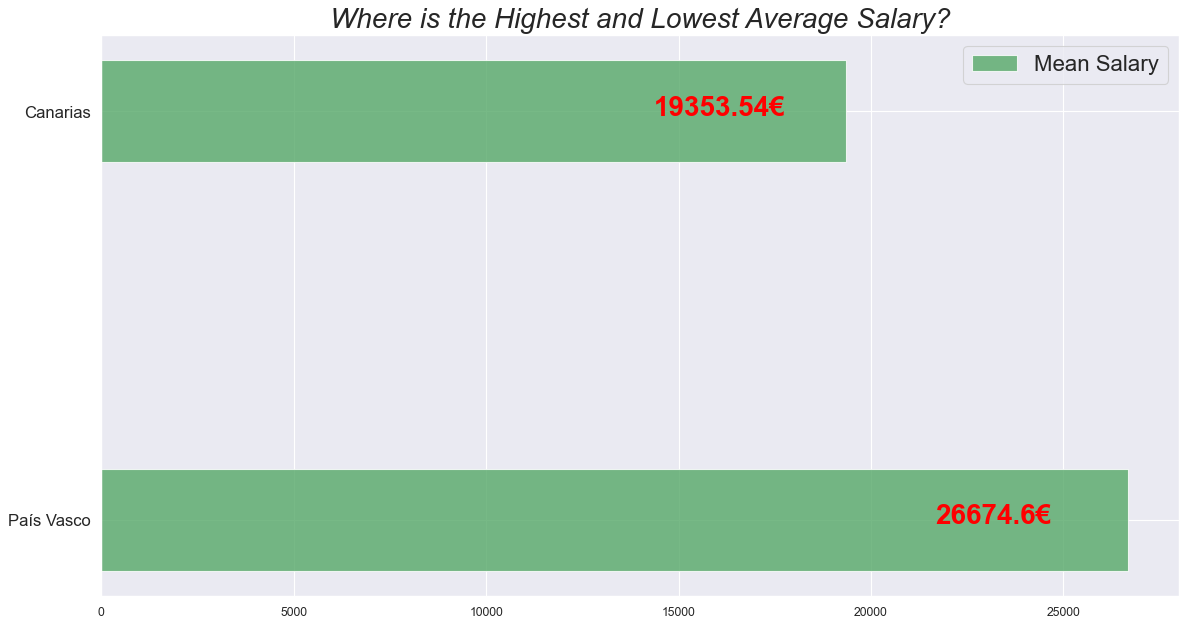 Where is the Highest and Lowest Average Salary?
Mean Salary
Canarias
19353.54€
País Vasco
26674.6€
0
5000
10000
15000
20000
25000